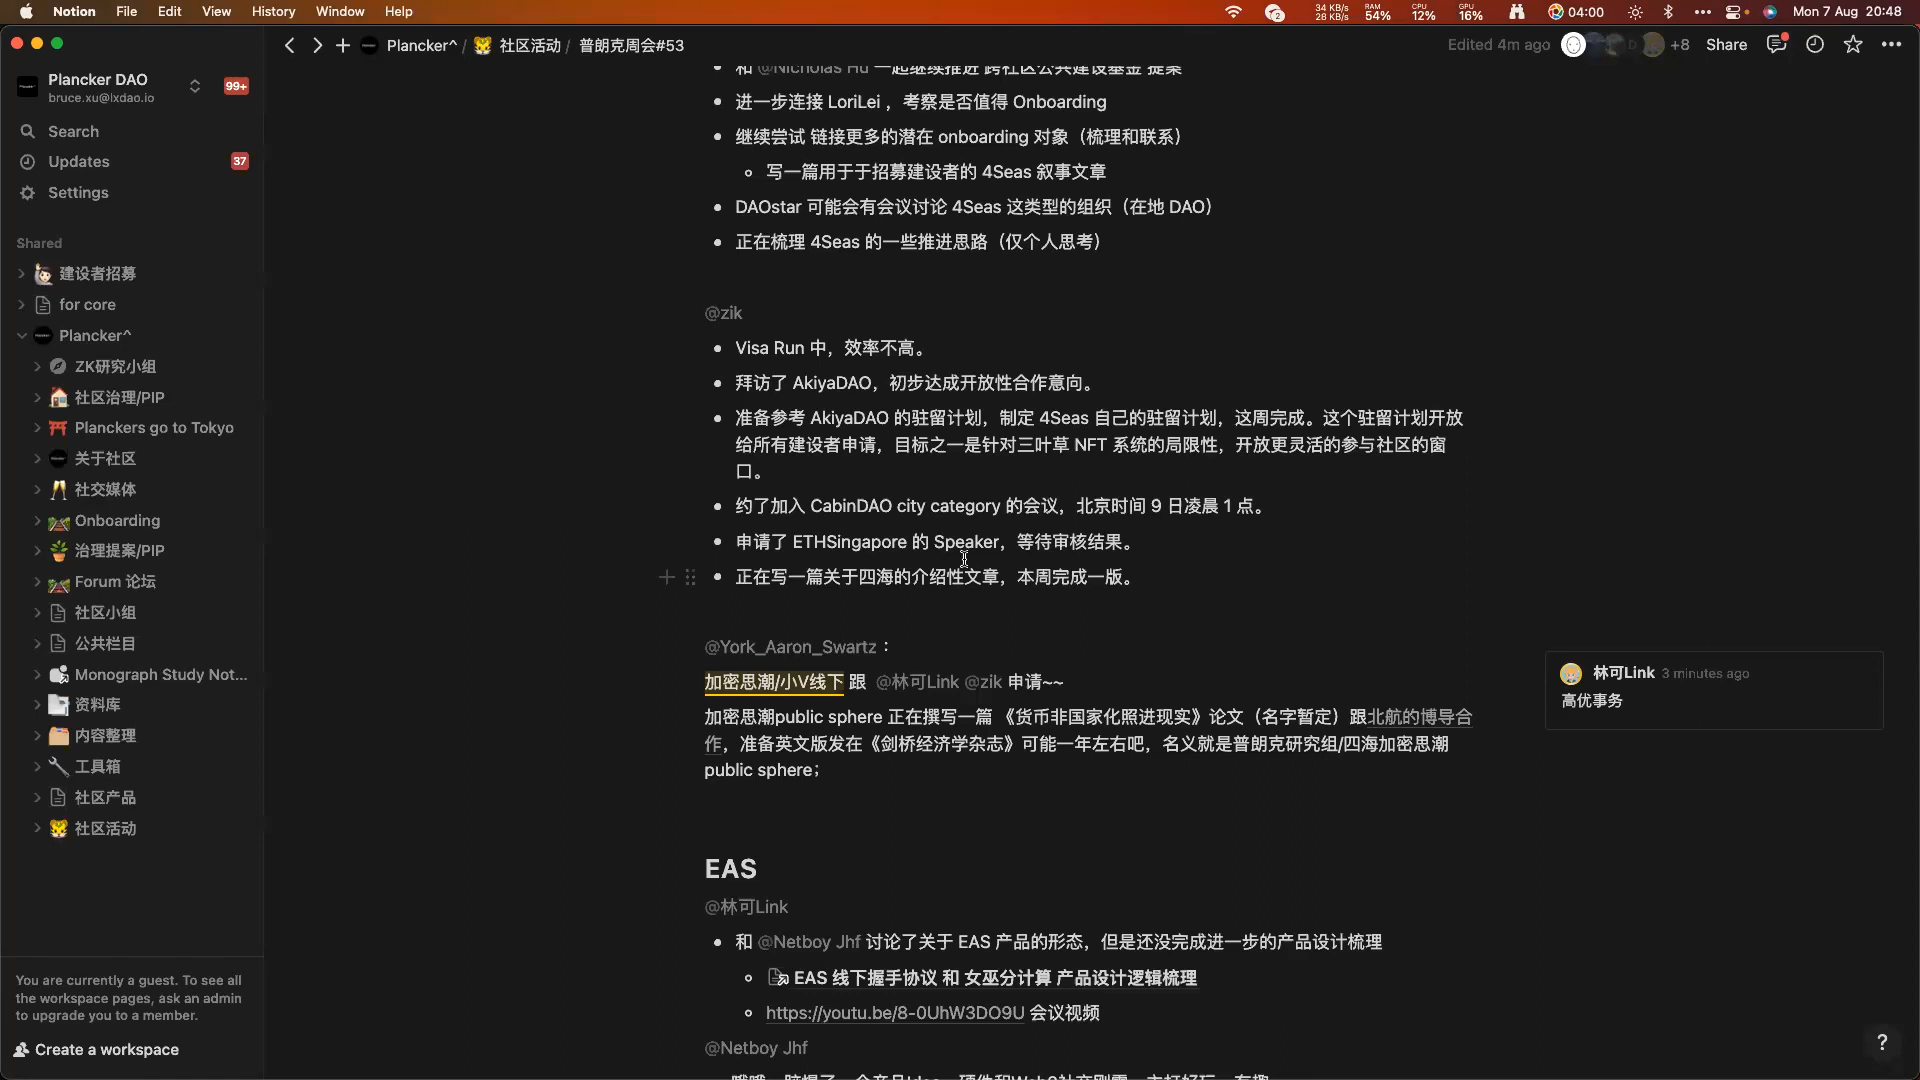 Notion File Edit View History Window Help
2
34 KB/s
28 KB/s
RAM
54%
CPU
12%
GPU
16%
04:00
Mon 7 Aug 20:48
Plancker^ / 社区活动 / 普朗克周会#53
Edited 4m ago
+8
Share
Plancker DAO
bruce.xu@lxdao.io
99+
Search
Updates
37
Settings
Shared
建设者招募
for core
Plancker^
ZK研究小组
社区治理/PIP
Planckers go to Tokyo
关于社区
社交媒体
Onboarding
治理提案/PIP
Forum 论坛
社区小组
公共栏目
Monograph Study Not...
资料库
内容整理
工具箱
社区产品
社区活动
You are currently a guest. To see all
the workspace pages, ask an admin
to upgrade you to a member.
Create a workspace
和 @Nicholas Hu 一起继续推进 跨社区公共建设基金 提案
进一步连接 LoriLei ，考察是否值得 Onboarding
继续尝试 链接更多的潜在 onboarding 对象（梳理和联系）
写一篇用于于招募建设者的 4Seas 叙事文章
DAOstar 可能会有会议讨论 4Seas 这类型的组织（在地 DAO）
正在梳理 4Seas 的一些推进思路（仅个人思考）
@zik
Visa Run 中，效率不高。
拜访了 AkiyaDAO，初步达成开放性合作意向。
准备参考 AkiyaDAO 的驻留计划，制定 4Seas 自己的驻留计划，这周完成。这个驻留计划开放
给所有建设者申请，目标之一是针对三叶草 NFT 系统的局限性，开放更灵活的参与社区的窗
口。
约了加入 CabinDAO city category 的会议，北京时间 9 日凌晨 1 点。
申请了 ETHSingapore 的 Speaker，等待审核结果。
正在写一篇关于四海的介绍性文章，本周完成一版。
@York_Aaron_Swartz：
加密思潮/小V线下 跟 @林可Link @zik 申请~~
加密思潮public sphere 正在撰写一篇 《货币非国家化照进现实》论文（名字暂定）跟北航的博导合
作，准备英文版发在《剑桥经济学杂志》可能一年左右吧，名义就是普朗克研究组/四海加密思潮
public sphere；
林可Link 3 minutes ago
高优事务
EAS
@林可Link
和 @Netboy Jhf 讨论了关于 EAS 产品的形态，但是还没完成进一步的产品设计梳理
EAS 线下握手协议 和 女巫分计算 产品设计逻辑梳理
https://youtu.be/8-0UhW3DO9U 会议视频
@Netboy Jhf
?